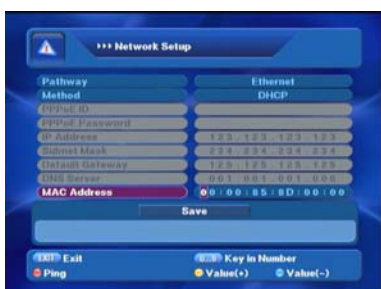 ››› Network Setup
Pathway Ethernet
Method DHCP
PPPoE ID
PPPoE Password
IP Address 123 . 123 . 123 . 123
Subnet Mask 234 . 234 . 234 . 234
Default Gateway 125 . 125 . 125 . 125
DNS Server 001 . 001 . 001 . 000
MAC Address 00 : 00 : 85 : 8D : 00 : 00
Save
EXIT Exit 0...9 Key in Number
Ping Value(+) Value(-)